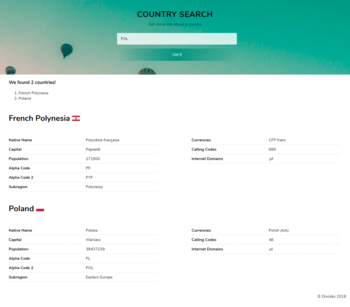 COUNTRY SEARCH
Get some info about a country
POL
Get it
We found 2 countries!
1. French Polynesia
2. Poland
French Polynesia
Native Name Polynésie française Currencies CFP franc
Capital Papeetē Calling Codes 689
Population 271800 Internet Domains .pf
Alpha Code PF
Alpha Code 2 PYF
Subregion Polynesia
Poland
Native Name Polska Currencies Polish złoty
Capital Warsaw Calling Codes 48
Population 38437239 Internet Domains .pl
Alpha Code PL
Alpha Code 2 POL
Subregion Eastern Europe